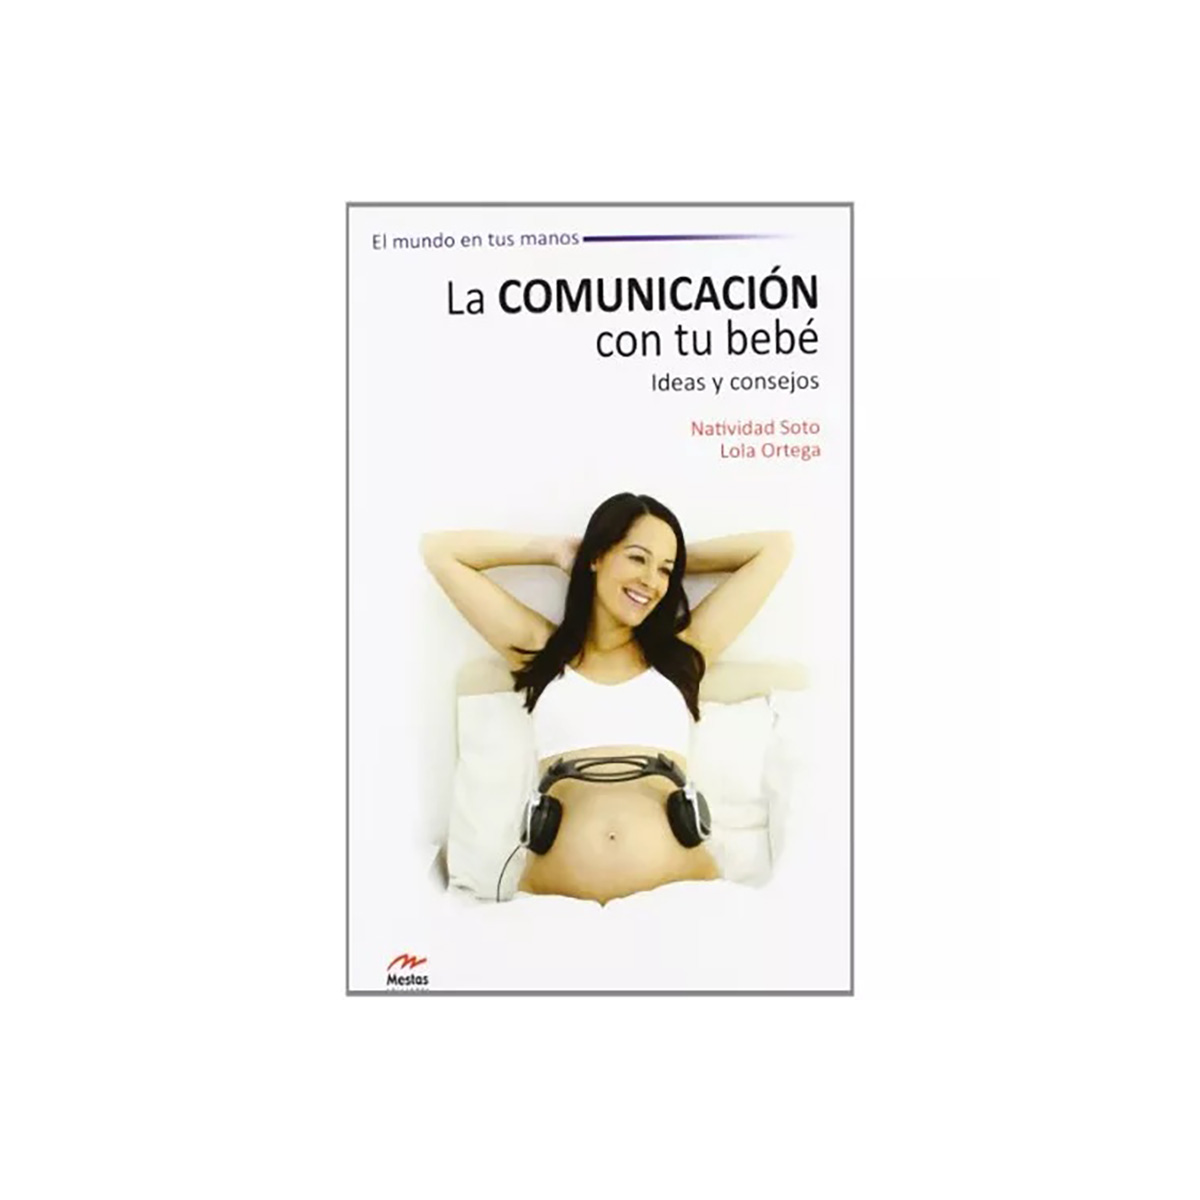 El mundo en tus manos
La COMUNICACIÓN
con tu bebé
Ideas y consejos
Natividad Soto
Lola Ortega
Mestas